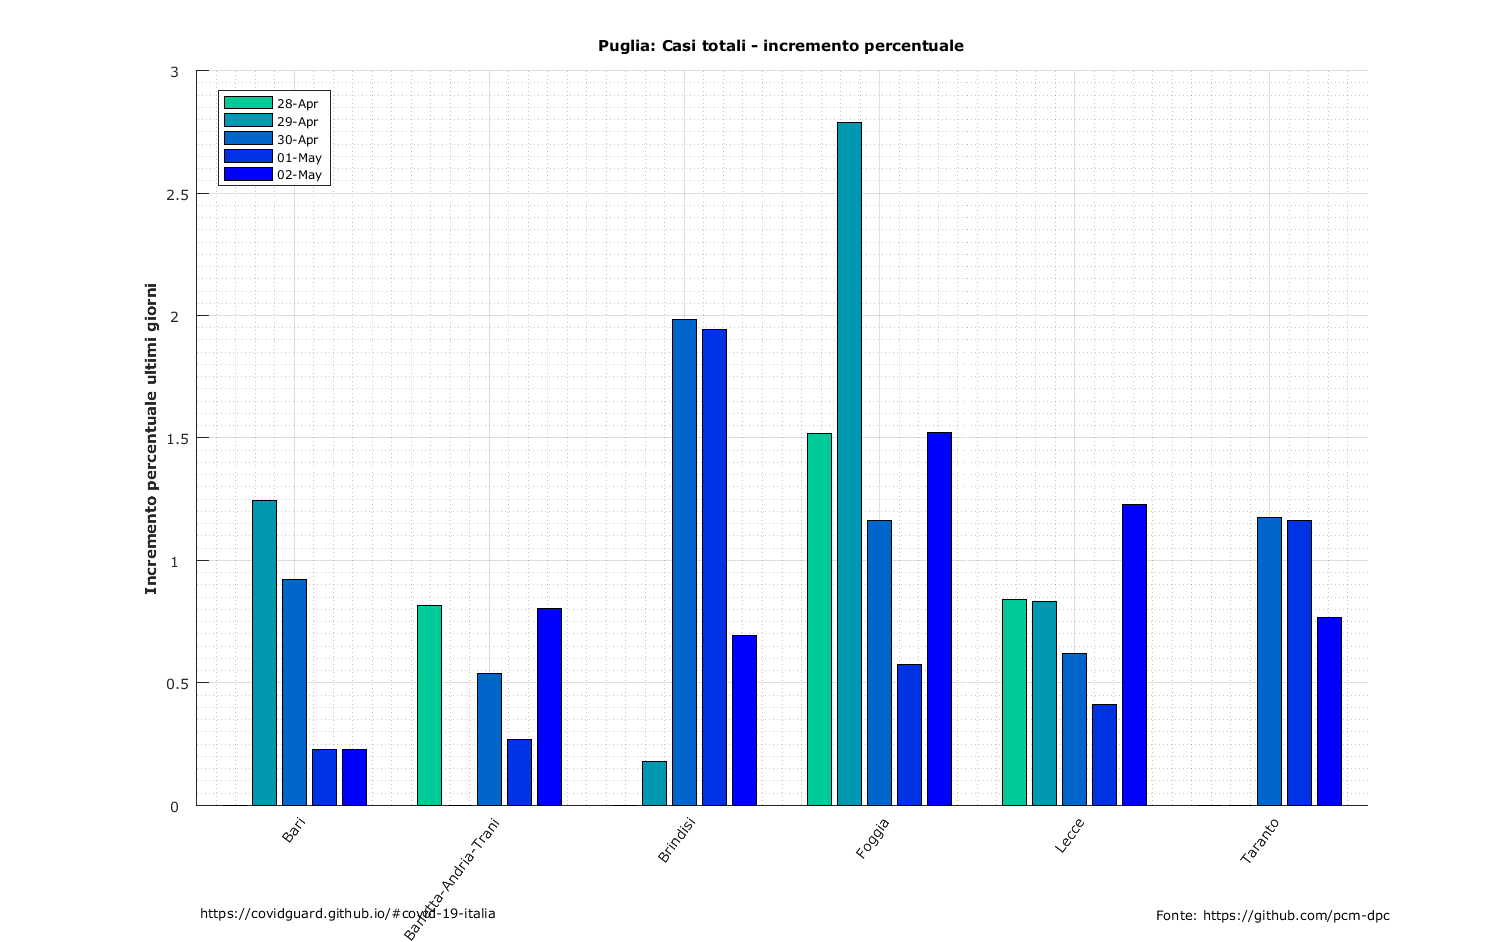 Puglia: Casi totali - incremento percentuale
3
2.5
2
1.5
1
0.5
0
Incremento percentuale ultimi giorni
28-Apr
29-Apr
30-Apr
01-May
02-May
Bari
Barletta-Andria-Trani
Brindisi
Foggia
Lecce
Taranto
https://covidguard.github.io/#covid-19-italia
Fonte: https://github.com/pcm-dpc